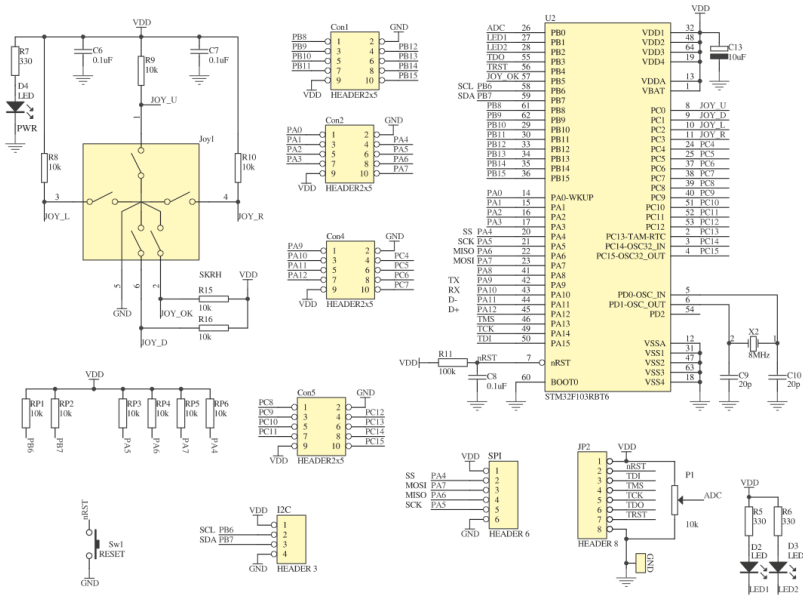 VDD
R7
330
C6
0.1uF
R9
10k
C7
0.1uF
D4
LED
PWR
JOY_U
1
Joy1
R8
10k
R10
10k
3
4
JOY_L
JOY_R
5
6
2
SKRH
VDD
GND
R15
10k
JOY_OK
R16
10k
JOY_D
VDD
RP1
10k
RP2
10k
RP3
10k
RP4
10k
RP5
10k
RP6
10k
PB6
PB7
PA5
PA6
PA7
PA4
nRST
Sw1
RESET
GND
I2C
VDD
SCL PB6
SDA PB7
GND
1
2
3
4
HEADER 3
Con1
GND
PB8 1 2
PB9 3 4 PB12
PB10 5 6 PB13
PB11 7 8 PB14
9 10 PB15
VDD
HEADER2x5
Con2
GND
PA0 1 2
PA1 3 4 PA4
PA2 5 6 PA5
PA3 7 8 PA6
9 10 PA7
VDD
HEADER2x5
Con4
GND
PA9 1 2
PA10 3 4 PC4
PA11 5 6 PC5
PA12 7 8 PC6
9 10 PC7
VDD
HEADER2x5
Con5
GND
PC8 1 2
PC9 3 4 PC12
PC10 5 6 PC13
PC11 7 8 PC14
9 10 PC15
VDD
HEADER2x5
U2
ADC 26 PB0
LED1 27 PB1
LED2 28 PB2
TDO 55 PB3
TRST 56 PB4
JOY_OK 57 PB5
SCL PB6 58 PB6
SDA PB7 59 PB7
PB8 61 PB8
PB9 62 PB9
PB10 29 PB10
PB11 30 PB11
PB12 33 PB12
PB13 34 PB13
PB14 35 PB14
PB15 36 PB15
PA0 14 PA0-WKUP
PA1 15 PA1
PA2 16 PA2
PA3 17 PA3
SS PA4 20 PA4
SCK PA5 21 PA5
MISO PA6 22 PA6
MOSI PA7 23 PA7
PA8 41 PA8
TX PA9 42 PA9
RX PA10 43 PA10
D- PA11 44 PA11
D+ PA12 45 PA12
TMS 46 PA13
TCK 49 PA14
TDI 50 PA15
VDD
R11
100k
nRST 7 nRST
C8
0.1uF
60 BOOT0
STM32F103RBT6
VDD
VDD1 32
VDD2 48
VDD3 64
VDD4 19
C13
10uF
VDDA 13
VBAT 1
PC0 8 JOY_U
PC1 9 JOY_D
PC2 10 JOY_L
PC3 11 JOY_R
PC4 24 PC4
PC5 25 PC5
PC6 37 PC6
PC7 38 PC7
PC8 39 PC8
PC9 40 PC9
PC10 51 PC10
PC11 52 PC11
PC12 53 PC12
PC13-TAM-RTC 2 PC13
PC14-OSC32_IN 3 PC14
PC15-OSC32_OUT 4 PC15
PD0-OSC_IN 5
PD1-OSC_OUT 6
PD2 54
VSSA 12
VSS1 31
VSS2 47
VSS3 63
VSS4 18
2
X2
1
8MHz
C9
20p
C10
20p
SPI
VDD
1
SS PA4 2
MOSI PA7 3
MISO PA6 4
SCK PA5 5
6
GND
HEADER 6
JP2
VDD
1
2 nRST
3 TDI
4 TMS
5 TCK
6 TDO
7 TRST
8
HEADER 8
P1
ADC
10k
GND
VDD
R5
330
R6
330
D2
LED
D3
LED
LED1
LED2